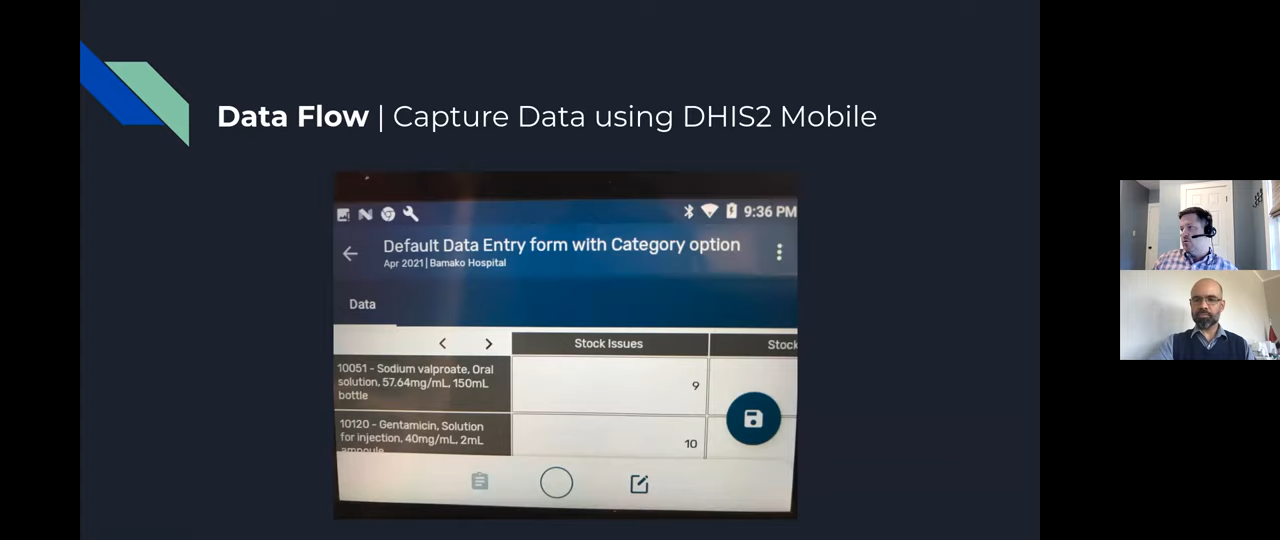 Data Flow | Capture Data using DHIS2 Mobile
9:36 PM
Default Data Entry form with Category option
Apr 2021 | Bamako Hospital
Data
Stock Issues
Stock
10051 - Sodium valproate, Oral
solution, 57.64mg/mL, 150mL
bottle
9
10120 - Gentamicin, Solution
for injection, 40mg/mL, 2mL
ampoule
10